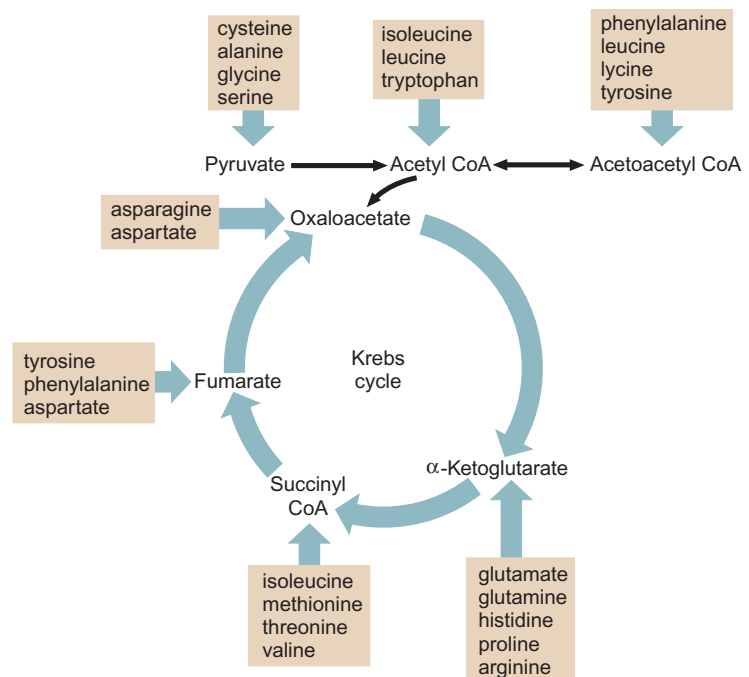 cysteine
alanine
glycine
serine
isoleucine
leucine
tryptophan
phenylalanine
leucine
lycine
tyrosine
Pyruvate
Acetyl CoA
Acetoacetyl CoA
asparagine
aspartate
Oxaloacetate
tyrosine
phenylalanine
aspartate
Fumarate
Krebs
cycle
α-Ketoglutarate
Succinyl
CoA
isoleucine
methionine
threonine
valine
glutamate
glutamine
histidine
proline
arginine